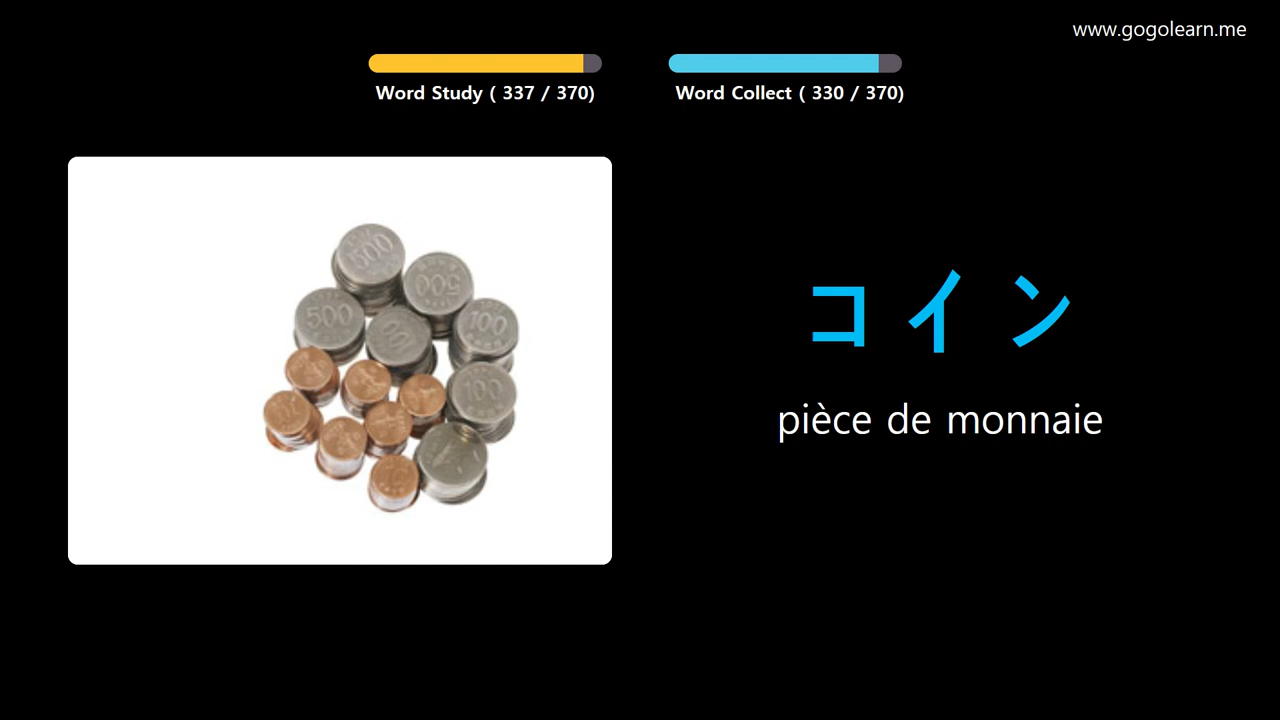 www.gogolearn.me
Word Study ( 337 / 370)
Word Collect ( 330 / 370)
500
500
500
100
100
コイン
pièce de monnaie